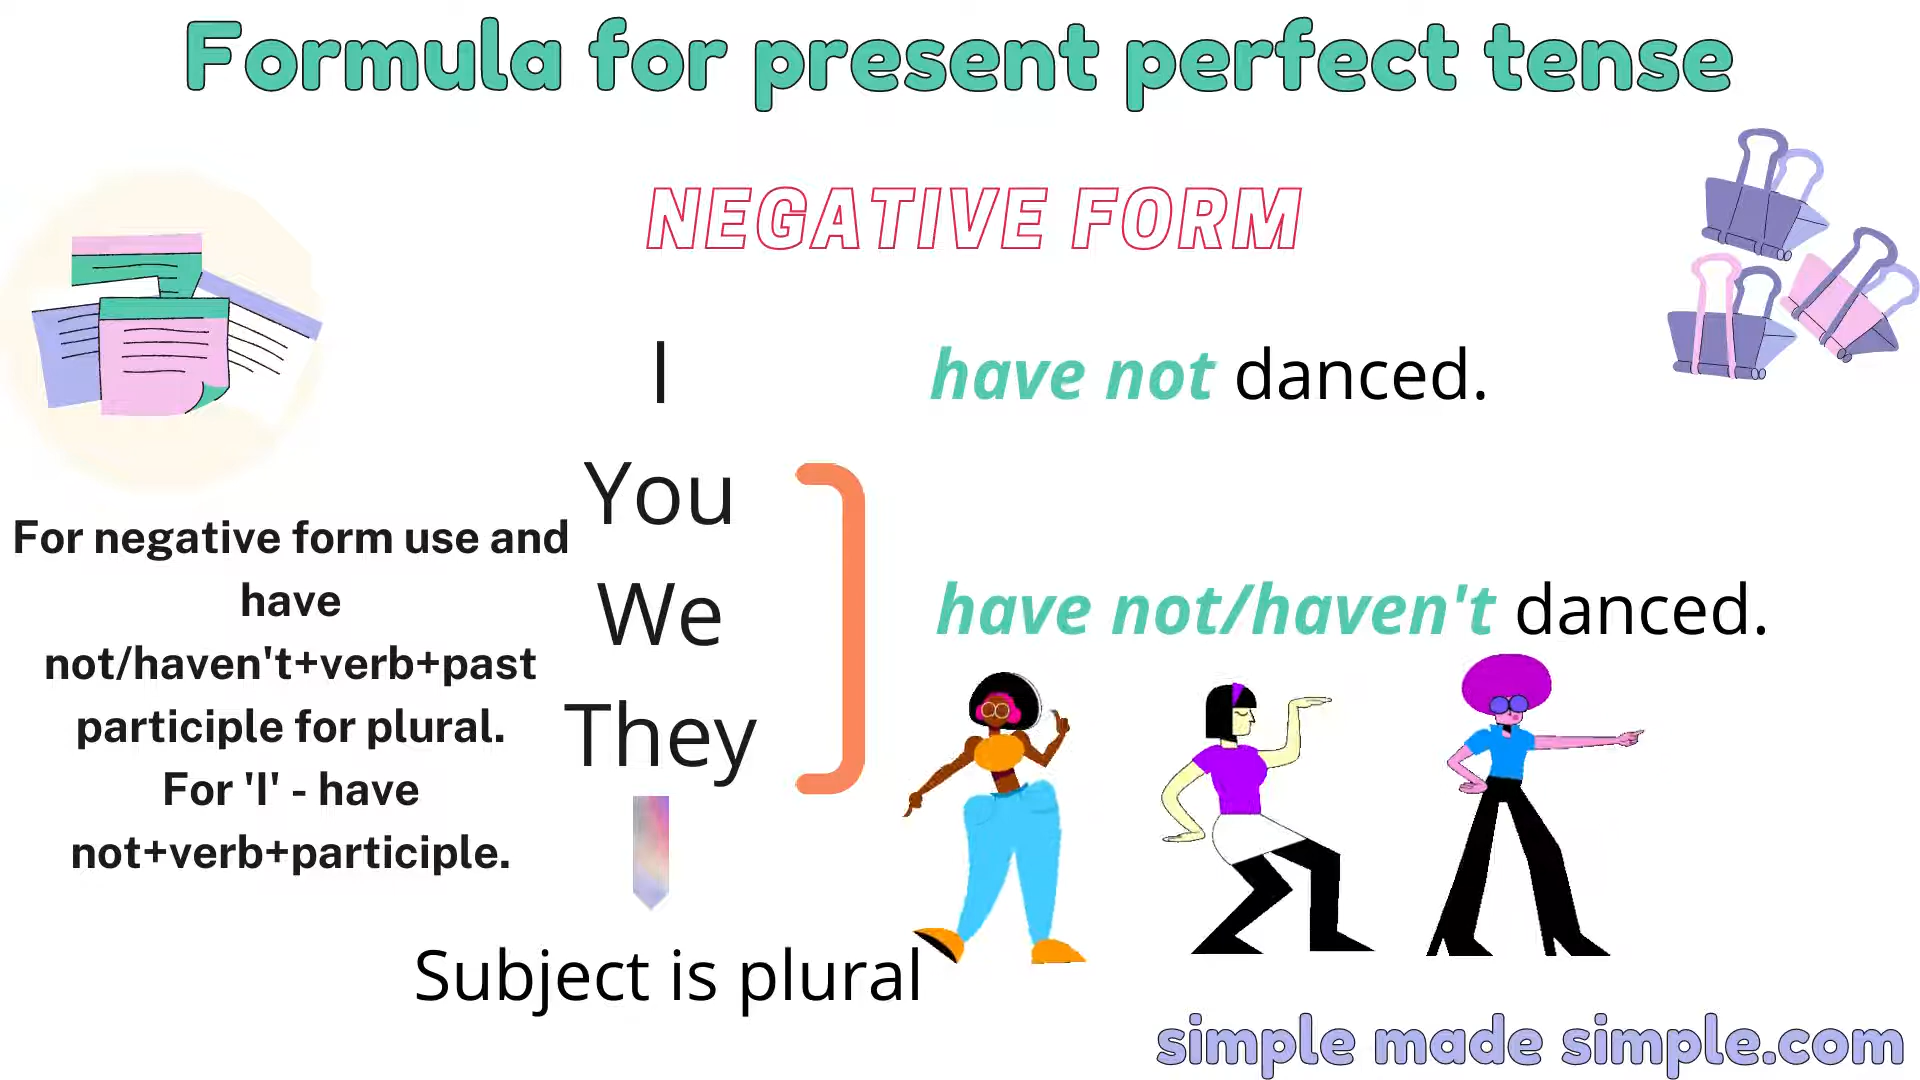 Formula for present perfect tense
NEGATIVE FORM
I have not danced.
You
We
They
have not/haven't danced.
For negative form use and
have
not/haven't+verb+past
participle for plural.
For 'I' - have
not+verb+participle.
Subject is plural
simple made simple.com